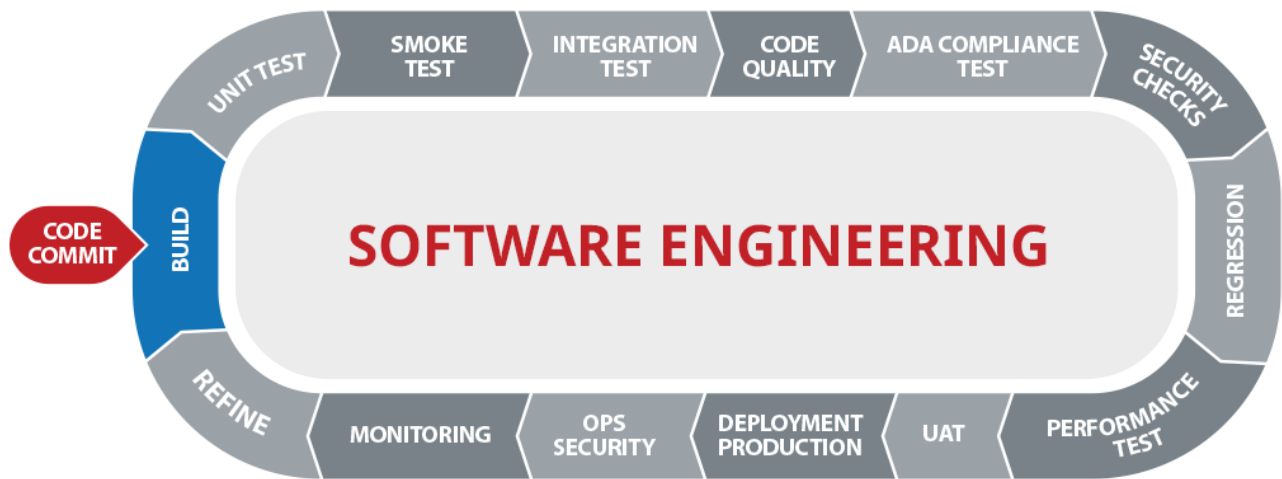 CODE
COMMIT
BUILD
UNIT TEST
SMOKE
TEST
INTEGRATION
TEST
CODE
QUALITY
ADA COMPLIANCE
TEST
SECURITY
CHECKS
REGRESSION
PERFORMANCE
TEST
UAT
DEPLOYMENT
PRODUCTION
OPS
SECURITY
MONITORING
REFINE
SOFTWARE ENGINEERING